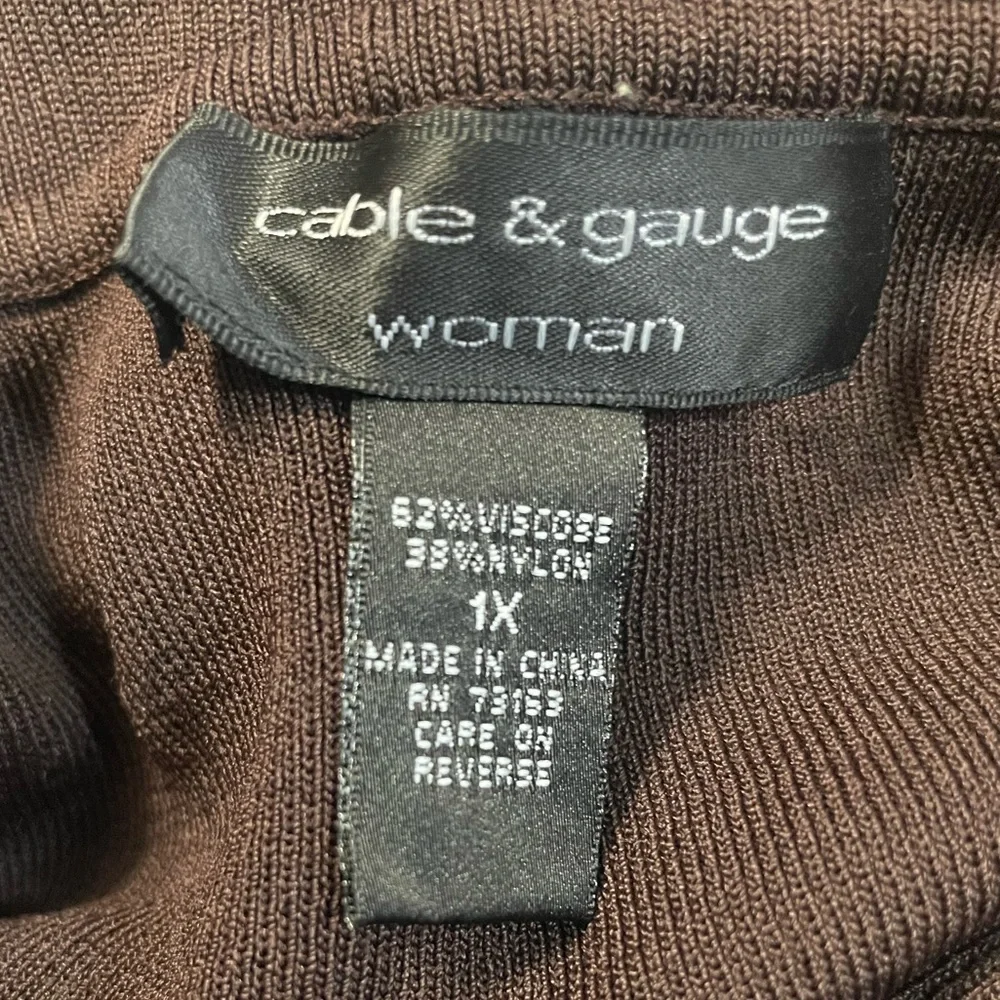 cable & gauge
woman
62% VISCOSE
38% NYLON
1X
MADE IN CHINA
RN 73153
CARE ON
REVERSE